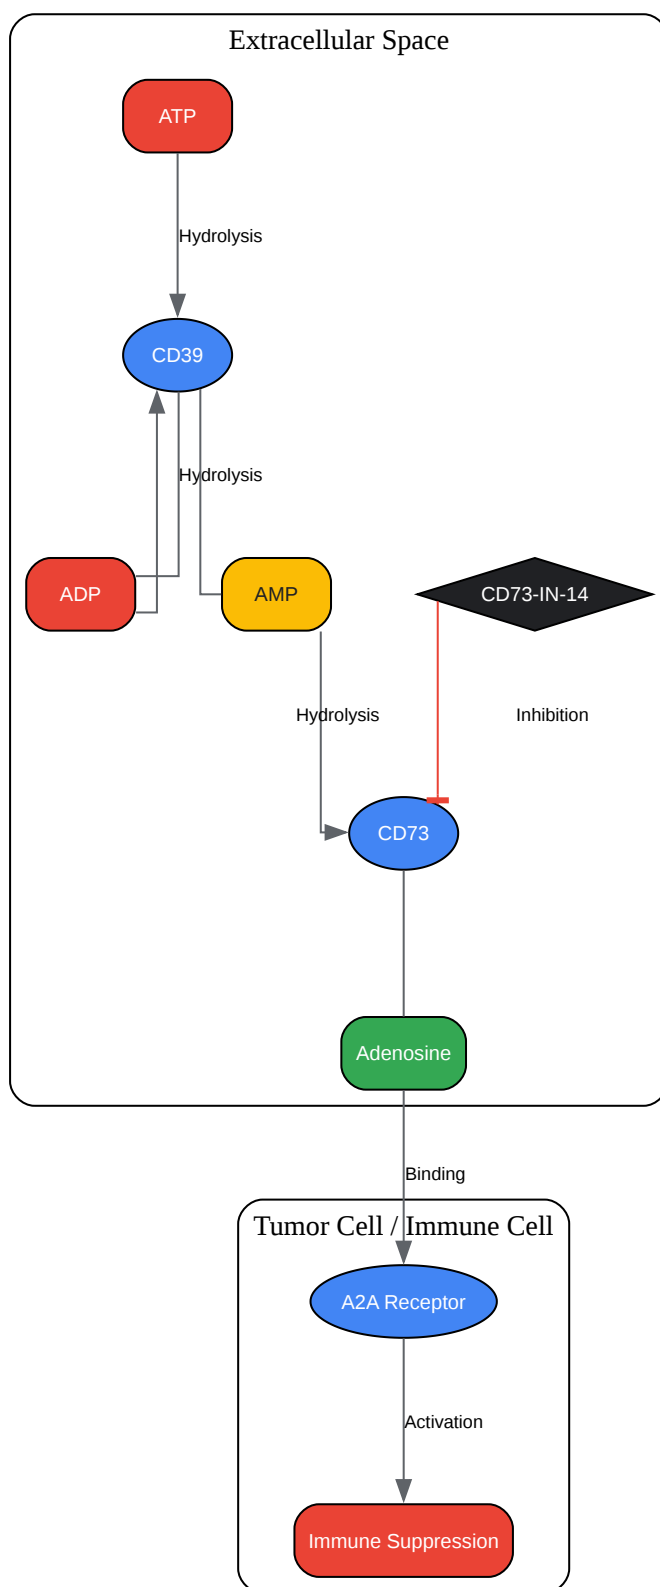 Extracellular Space
ATP
Hydrolysis
CD39
Hydrolysis
ADP
AMP
CD73-IN-14
Hydrolysis
Inhibition
CD73
Adenosine
Binding
Tumor Cell / Immune Cell
A2A Receptor
Activation
Immune Suppression